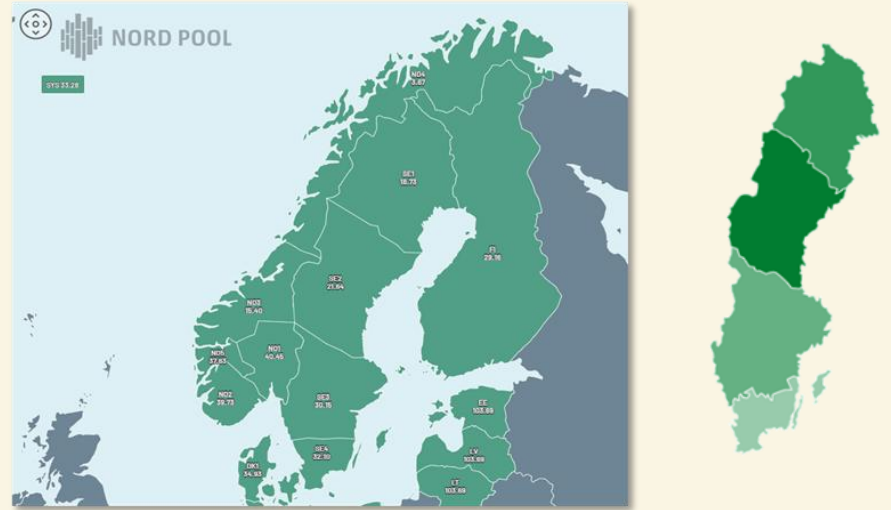 NORD POOL
SYS 33.28
NO4
3.67
SE1
18.73
FI
29.16
SE2
21.64
NO3
15.40
NO1
40.45
NO5
37.63
NO2
39.73
SE3
30.15
EE
103.69
SE4
32.10
LV
103.69
DK1
34.93
LT
103.69